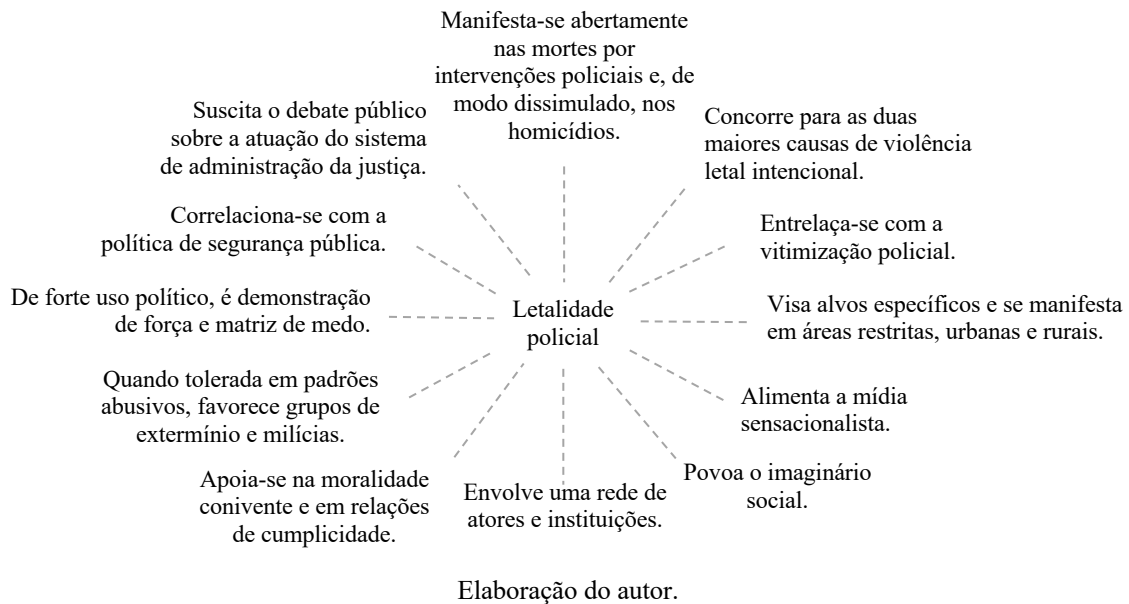 Manifesta-se abertamente
nas mortes por
intervenções policiais e, de
modo dissimulado, nos
homicídios.
Concorre para as duas
maiores causas de violência
letal intencional.
Entrelaça-se com a
vitimização policial.
Visa alvos específicos e se manifesta
em áreas restritas, urbanas e rurais.
Alimenta a mídia
sensacionalista.
Povoa o imaginário
social.
Envolve uma rede de
atores e instituições.
Apoia-se na moralidade
conivente e em relações
de cumplicidade.
Quando tolerada em padrões
abusivos, favorece grupos de
extermínio e milícias.
De forte uso político, é demonstração
de força e matriz de medo.
Correlaciona-se com a
política de segurança pública.
Suscita o debate público
sobre a atuação do sistema
de administração da justiça.
Letalidade
policial
Elaboração do autor.